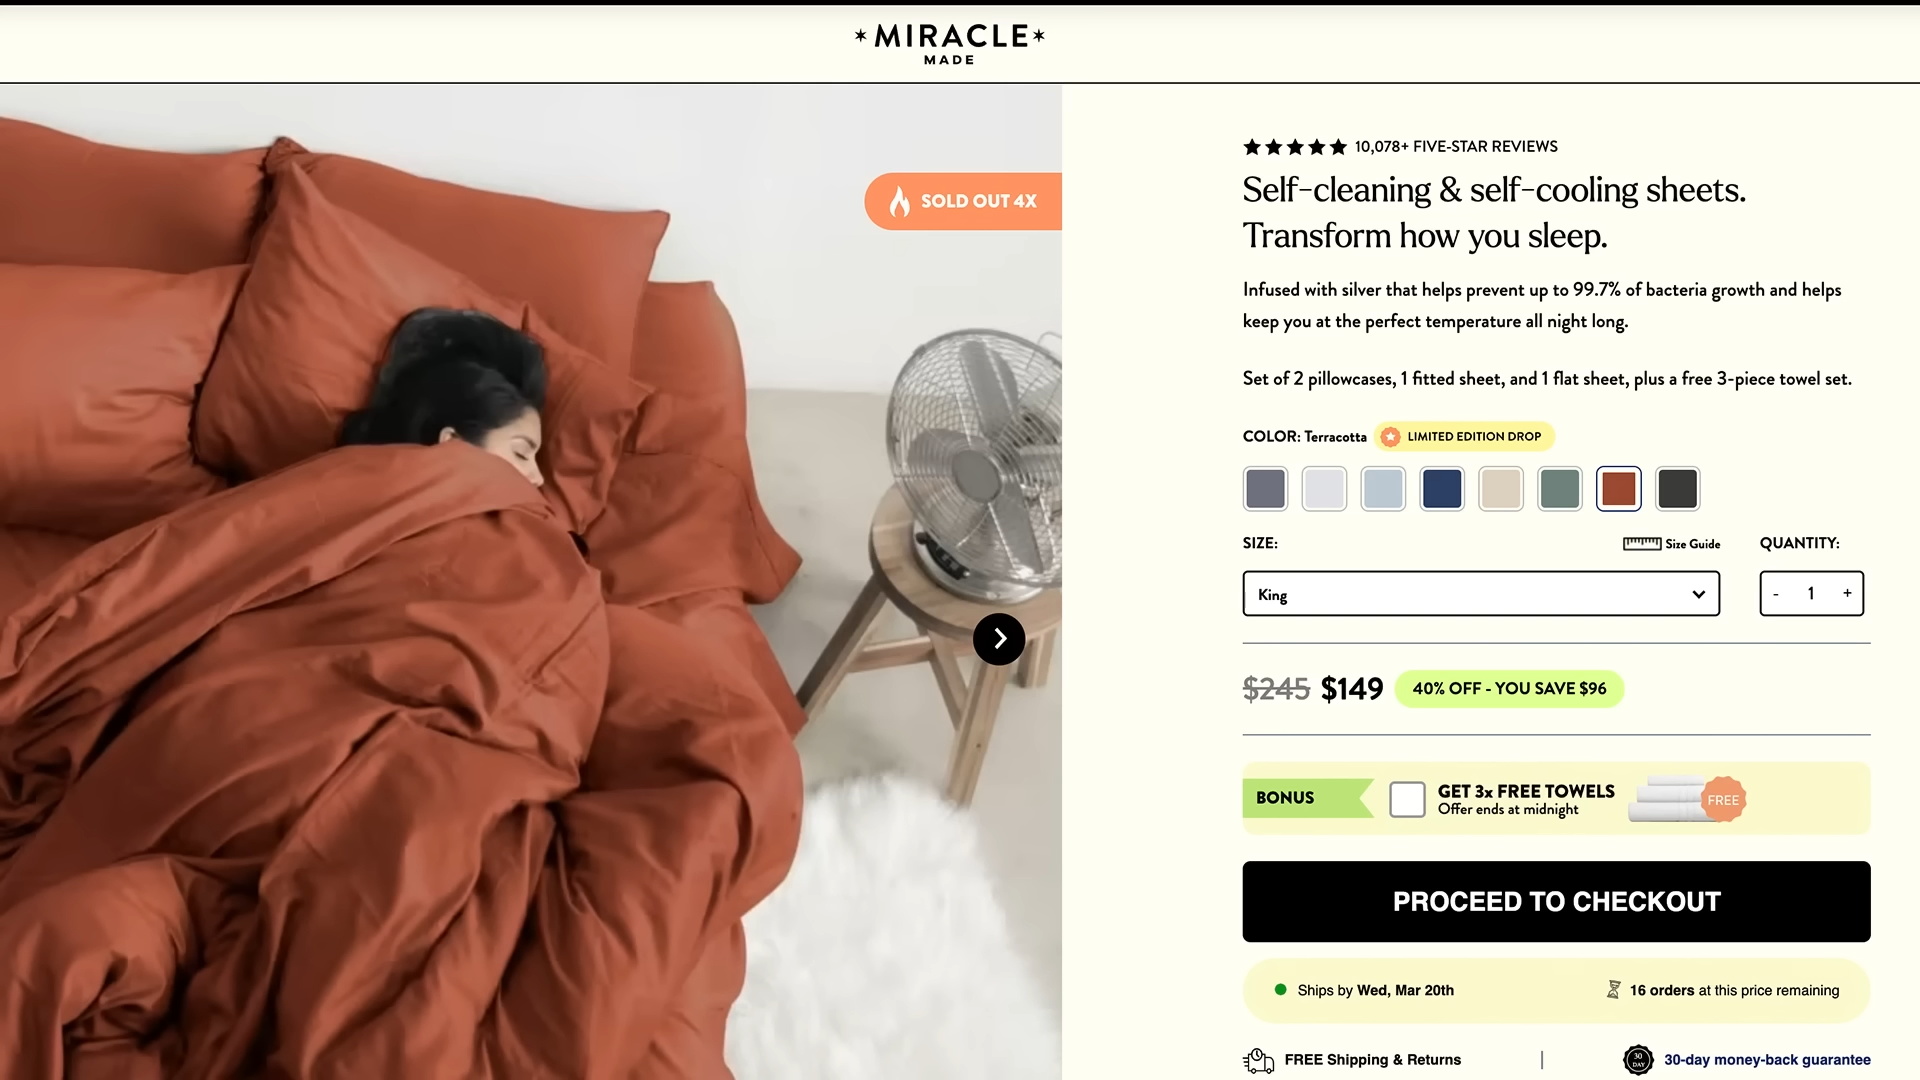 MIRACLE
MADE
SOLD OUT 4X
10,078+ FIVE-STAR REVIEWS
Self-cleaning & self-cooling sheets.
Transform how you sleep.
Infused with silver that helps prevent up to 99.7% of bacteria growth and helps
keep you at the perfect temperature all night long.
Set of 2 pillowcases, 1 fitted sheet, and 1 flat sheet, plus a free 3-piece towel set.
COLOR: Terracotta LIMITED EDITION DROP
SIZE: Size Guide QUANTITY:
King - 1 +
$245 $149 40% OFF - YOU SAVE $96
BONUS GET 3x FREE TOWELS FREE
Offer ends at midnight
PROCEED TO CHECKOUT
Ships by Wed, Mar 20th 16 orders at this price remaining
FREE Shipping & Returns | 30 DAY 30-day money-back guarantee